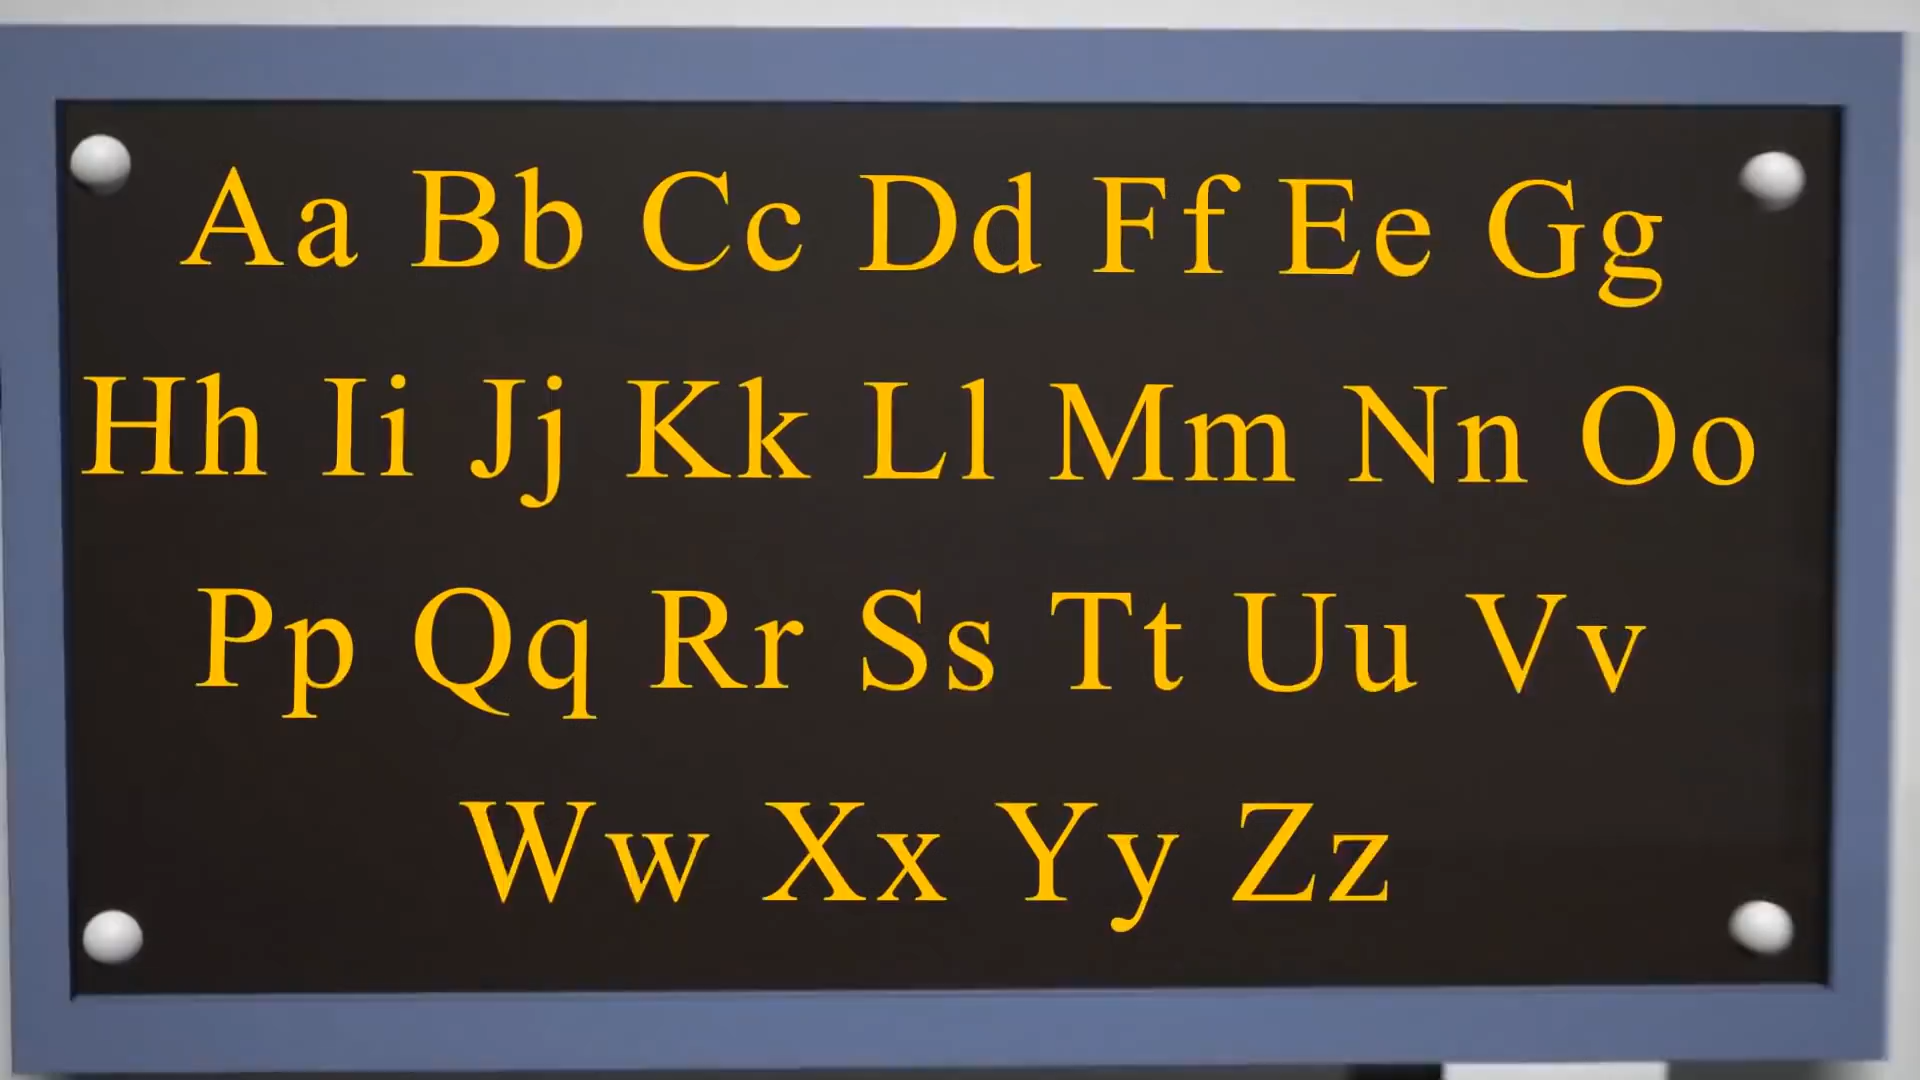 Aa Bb Cc Dd Ff Ee Gg
Hh Ii Jj Kk Ll Mm Nn Oo
Pp Qq Rr Ss Tt Uu Vv
Ww Xx Yy Zz